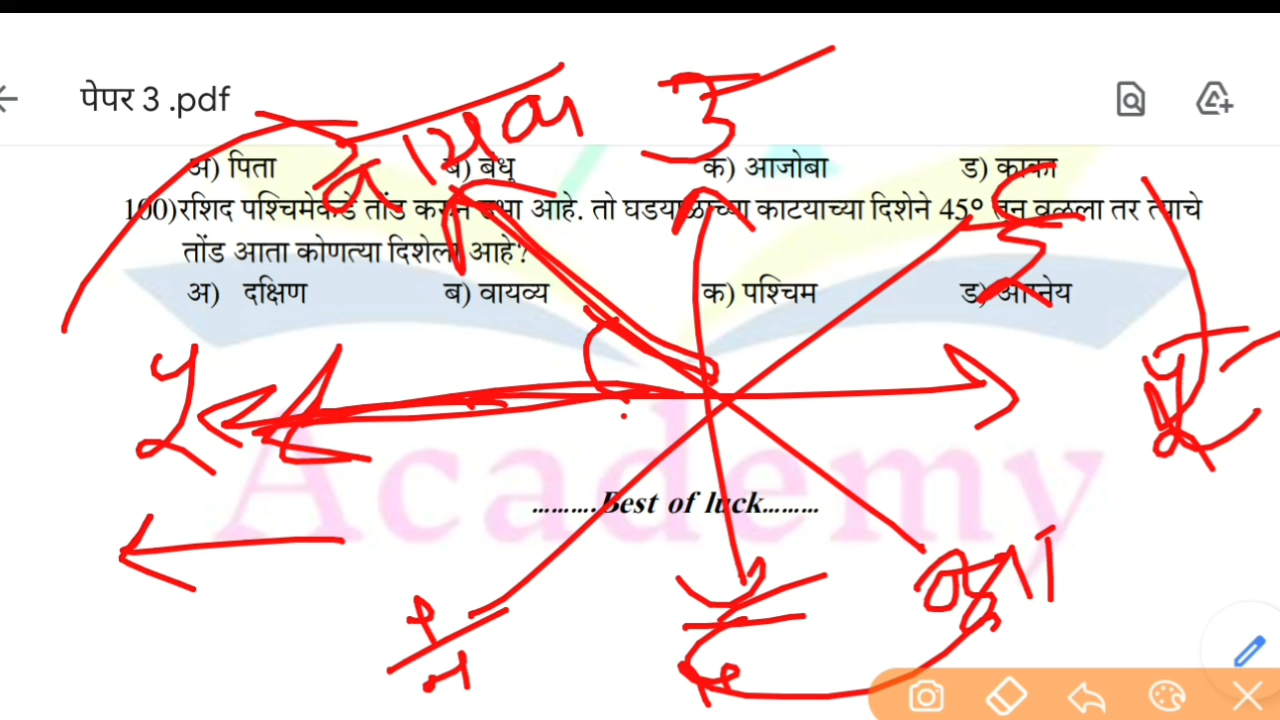 पेपर 3 .pdf
अ) पिता ब) बंधु क) आजोबा ड) काका
100)रशिद पश्चिमेकडे तोंड करून उभा आहे. तो घडयाळाच्या काटयाच्या दिशेने 45° तून वळला तर त्याचे
तोंड आता कोणत्या दिशेला आहे?
अ) दक्षिण ब) वायव्य क) पश्चिम ड) आग्नेय
Academy
..........Best of luck.........